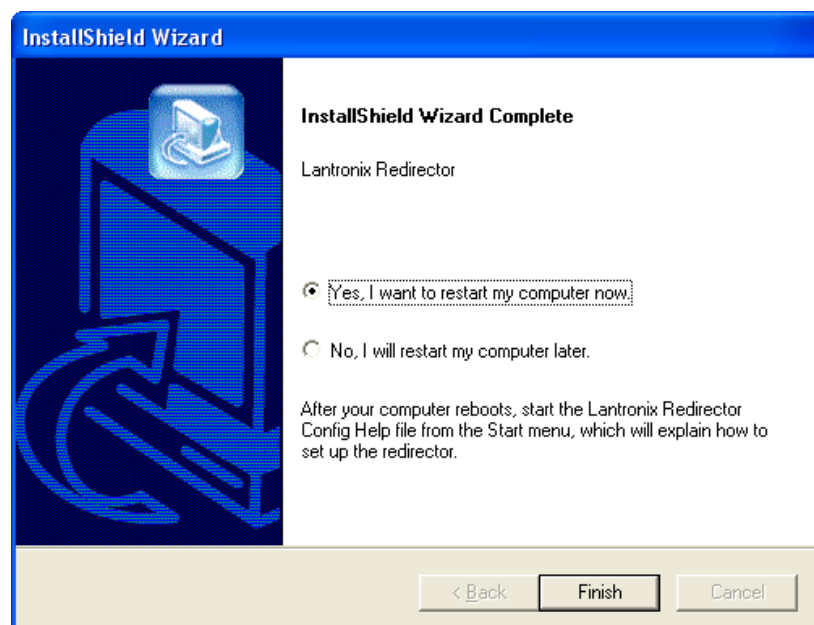 InstallShield Wizard
InstallShield Wizard Complete
Lantronix Redirector
Yes, I want to restart my computer now.
No, I will restart my computer later.
After your computer reboots, start the Lantronix Redirector
Config Help file from the Start menu, which will explain how to
set up the redirector.
< Back Finish Cancel